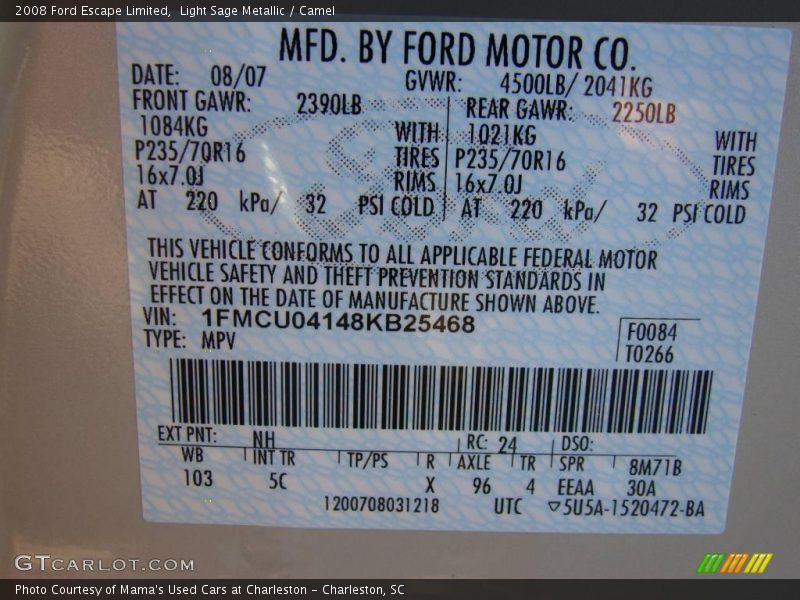 2008 Ford Escape Limited,  Light Sage Metallic / Camel
MFD. BY FORD MOTOR CO.
DATE: 08/07 GVWR: 4500LB/ 2041KG
FRONT GAWR: 2390LB REAR GAWR: 2250LB
1084KG WITH 1021KG WITH
P235/70R16 TIRES P235/70R16 TIRES
16x7.0J RIMS 16x7.0J RIMS
AT 220 kPa/ 32 PSI COLD AT 220 kPa/ 32 PSI COLD
THIS VEHICLE CONFORMS TO ALL APPLICABLE FEDERAL MOTOR
VEHICLE SAFETY AND THEFT PREVENTION STANDARDS IN
EFFECT ON THE DATE OF MANUFACTURE SHOWN ABOVE.
VIN: 1FMCU04148KB25468
TYPE: MPV
F0084
T0266
EXT PNT: NH RC: 24 DSO:
WB INT TR TP/PS R AXLE TR SPR 8M71B
103 5C X 96 4 EEAA 30A
1200708031218 UTC ▽5U5A-1520472-BA
GTCARLOT.COM
Photo Courtesy of Mama's Used Cars at Charleston - Charleston, SC